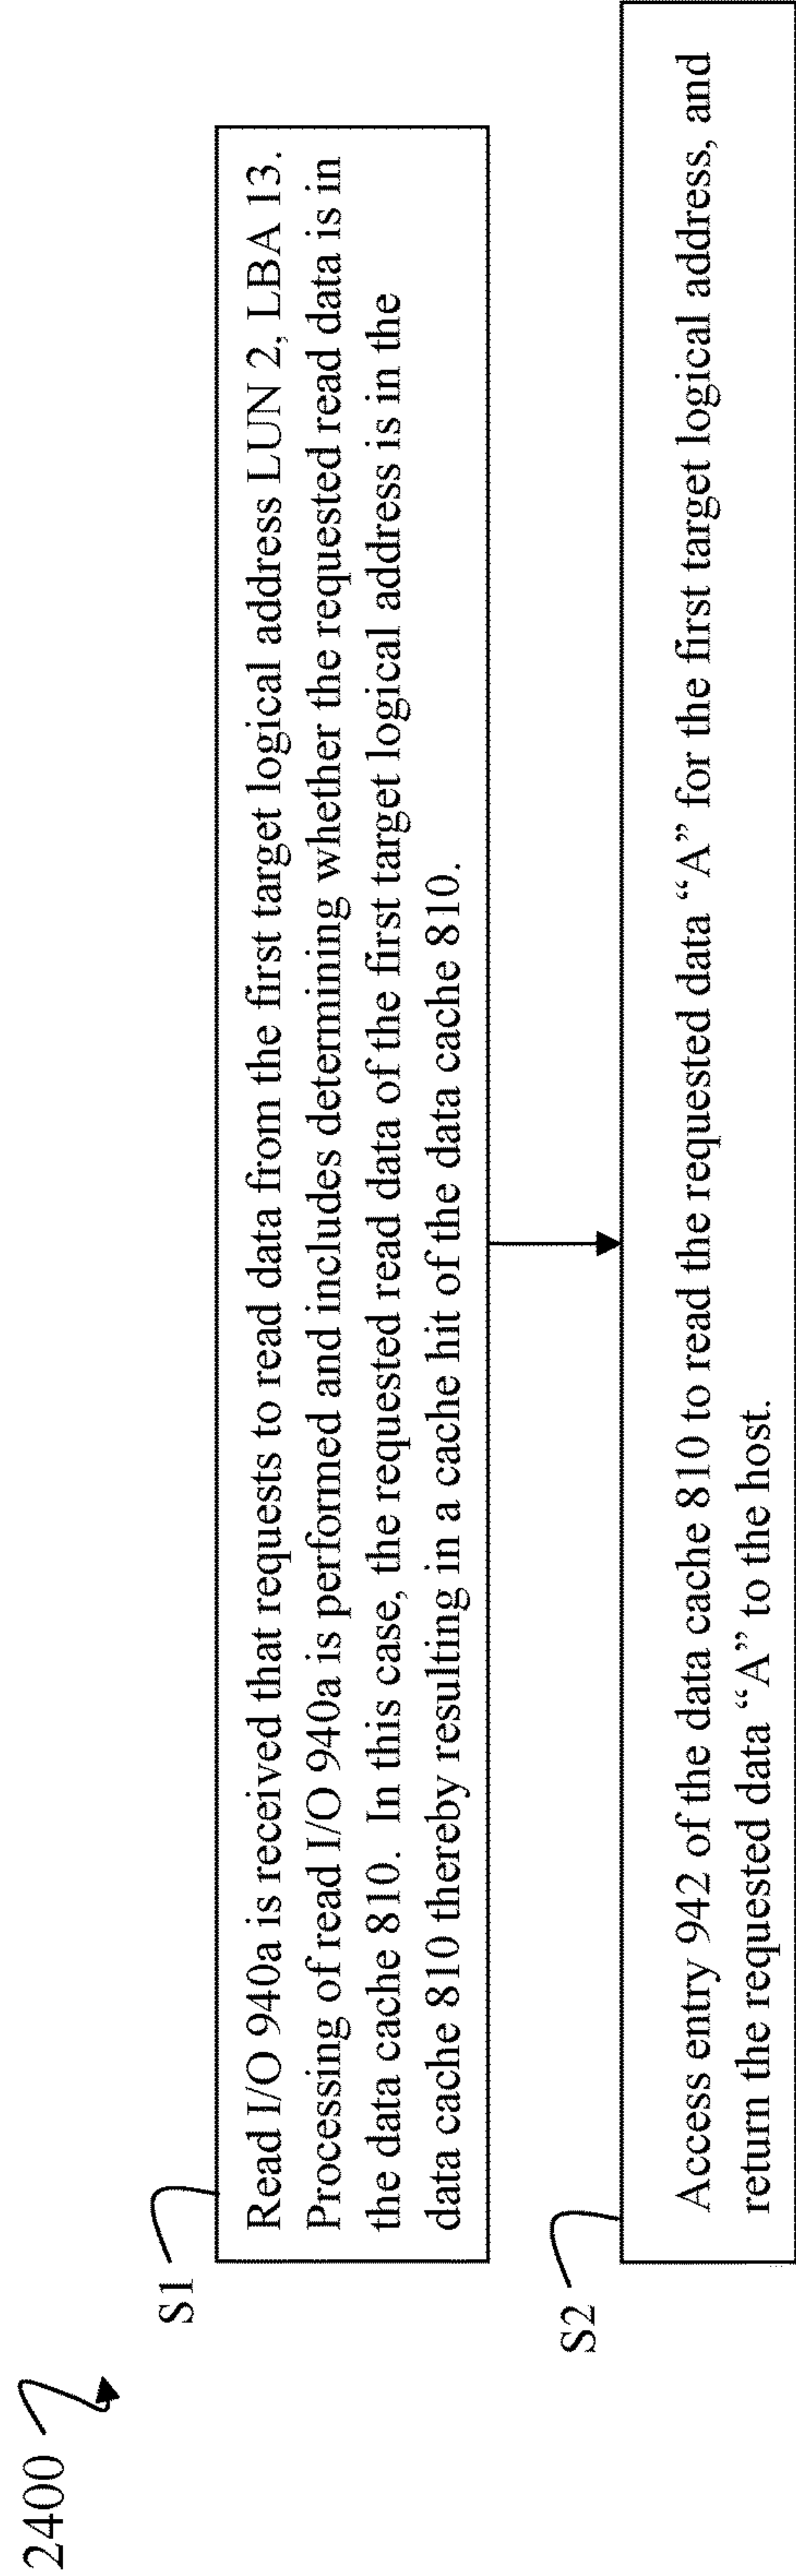 2400
S1
Read I/O 940a is received that requests to read data from the first target logical address LUN 2, LBA 13.
Processing of read I/O 940a is performed and includes determining whether the requested read data is in
the data cache 810. In this case, the requested read data of the first target logical address is in the
data cache 810 thereby resulting in a cache hit of the data cache 810.
S2
Access entry 942 of the data cache 810 to read the requested data “A” for the first target logical address, and
return the requested data “A” to the host.